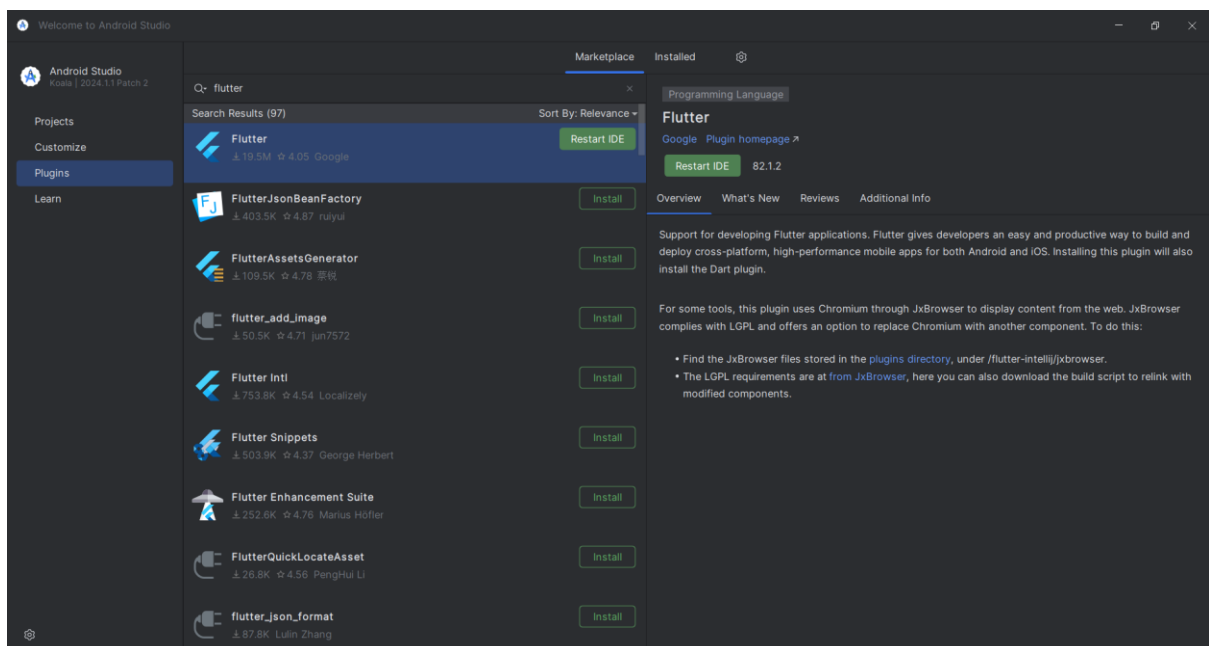 Welcome to Android Studio
Android Studio
Koala | 2024.1.1 Patch 2
Projects
Customize
Plugins
Learn
Marketplace
Installed
flutter
Search Results (97)
Sort By: Relevance
Flutter
19.5M 4.05 Google
Restart IDE
FlutterJsonBeanFactory
403.5K 4.87 ruiyui
Install
FlutterAssetsGenerator
109.5K 4.78
Install
flutter_add_image
50.5K 4.71 jun7572
Install
Flutter Intl
753.8K 4.54 Localizely
Install
Flutter Snippets
503.9K 4.37 George Herbert
Install
Flutter Enhancement Suite
252.6K 4.76 Marius Höfler
Install
FlutterQuickLocateAsset
26.8K 4.56 PengHui Li
Install
flutter_json_format
87.8K Lulin Zhang
Install
Programming Language
Flutter
Google Plugin homepage
Restart IDE 82.1.2
Overview What's New Reviews Additional Info
Support for developing Flutter applications. Flutter gives developers an easy and productive way to build and
deploy cross-platform, high-performance mobile apps for both Android and iOS. Installing this plugin will also
install the Dart plugin.
For some tools, this plugin uses Chromium through JxBrowser to display content from the web. JxBrowser
complies with LGPL and offers an option to replace Chromium with another component. To do this:
• Find the JxBrowser files stored in the plugins directory, under /flutter-intellij/jxbrowser.
• The LGPL requirements are at from JxBrowser, here you can also download the build script to relink with
modified components.